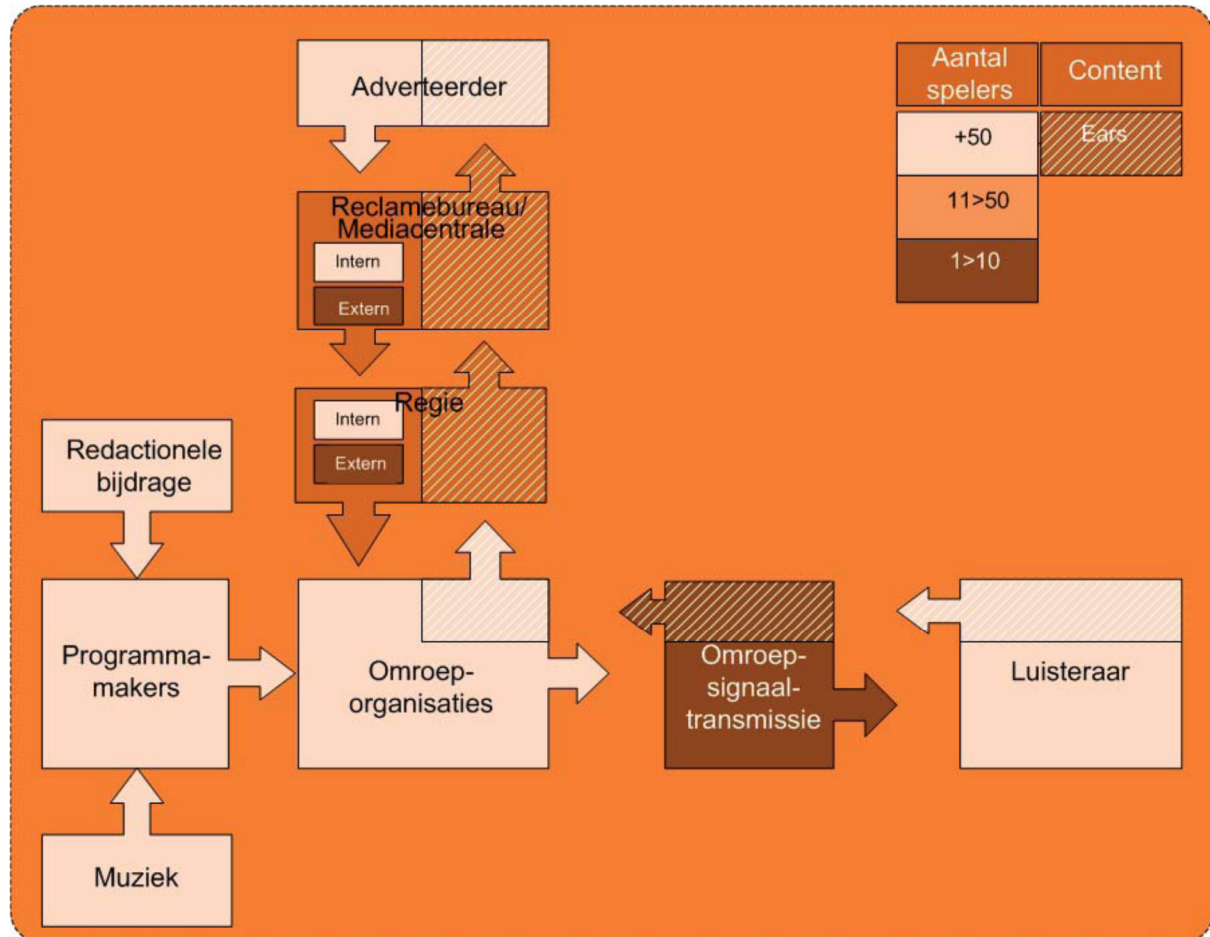 Adverteerder
Aantal
spelers
Content
+50
Ears
11>50
1>10
Reclamebureau/
Mediacentrale
Intern
Extern
Regie
Intern
Extern
Redactionele
bijdrage
Programma-
makers
Omroep-
organisaties
Omroep-
signaal-
transmissie
Luisteraar
Muziek